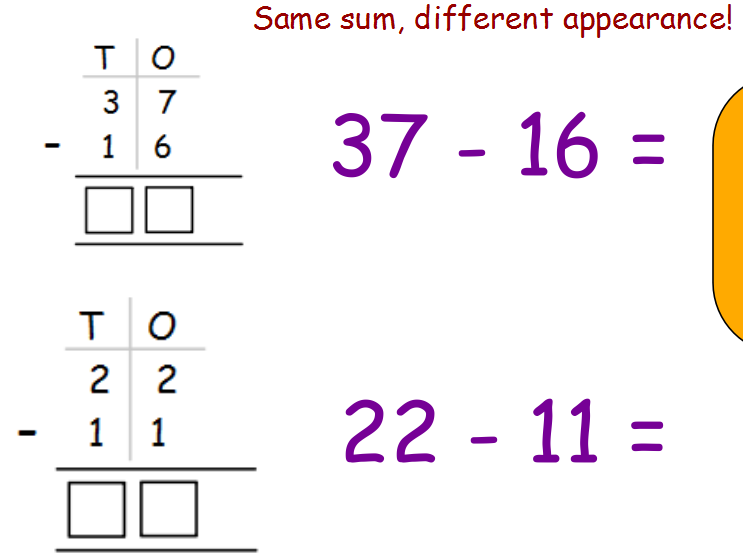 Same sum, different appearance!
T O
3 7
- 1 6
37 - 16 =
T O
2 2
- 1 1
22 - 11 =